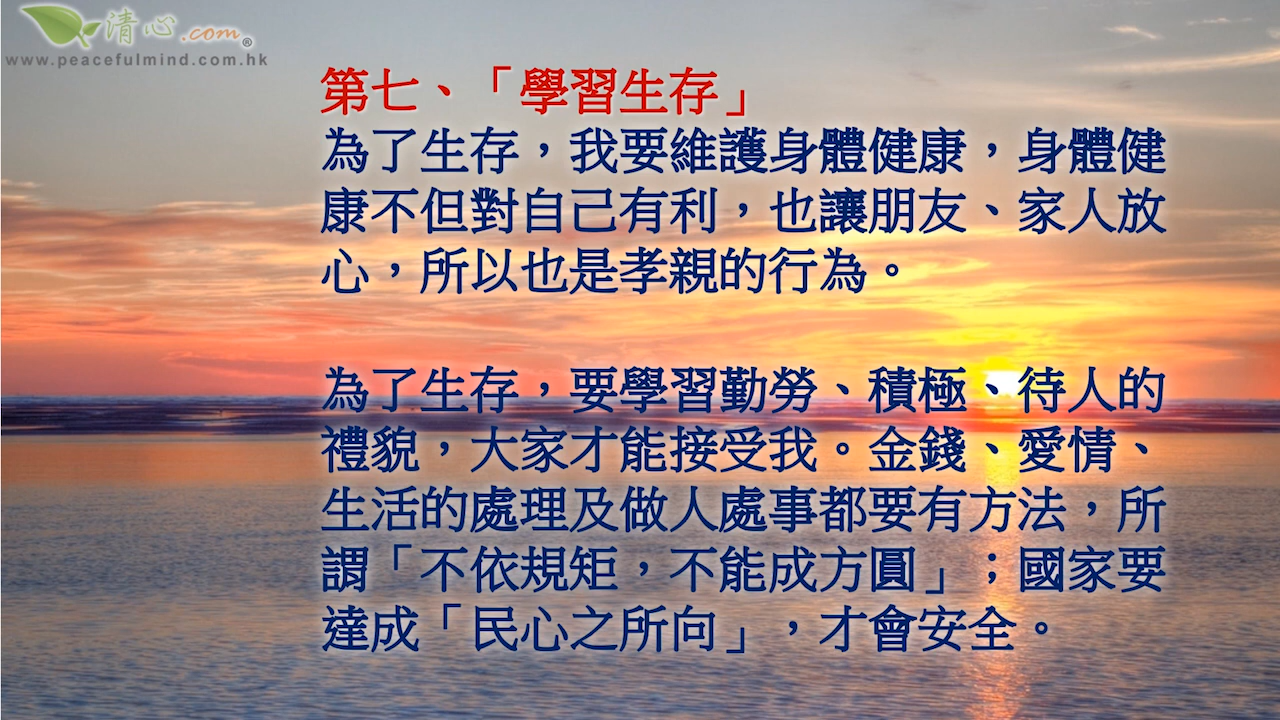 清心.com®
www.peacefulmind.com.hk
第七、「學習生存」
為了生存，我要維護身體健康，身體健
康不但對自己有利，也讓朋友、家人放
心，所以也是孝親的行為。
為了生存，要學習勤勞、積極、待人的
禮貌，大家才能接受我。金錢、愛情、
生活的處理及做人處事都要有方法，所
謂「不依規矩，不能成方圓」；國家要
達成「民心之所向」，才會安全。